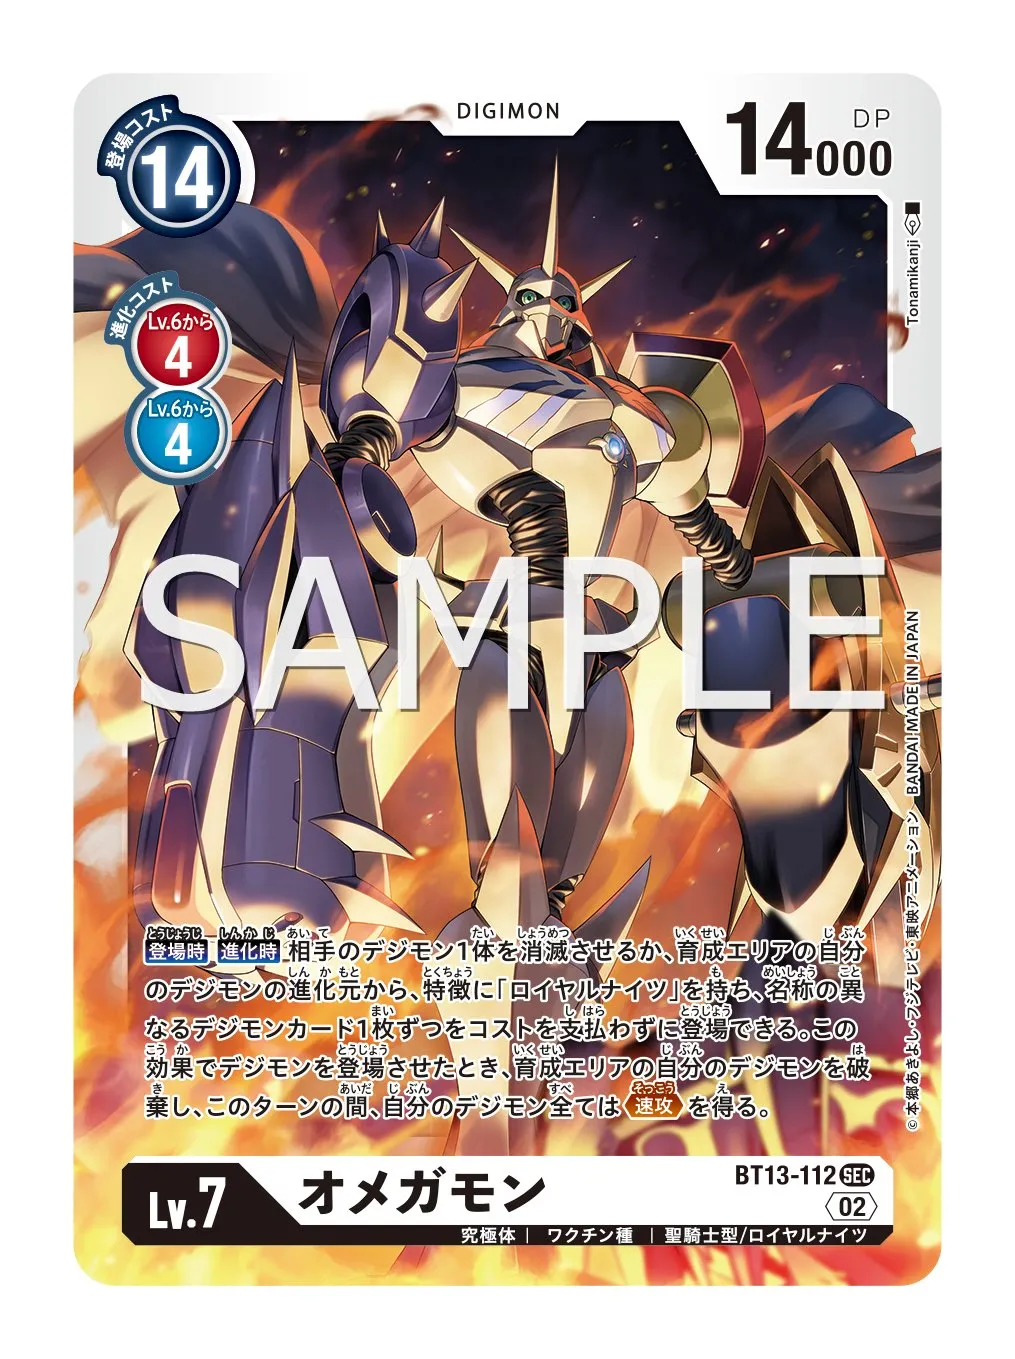 DIGIMON
登場コスト
14
14000
DP
進化コスト
Lv.6から
4
Lv.6から
4
Tonamikanji
SAMPLE
登場時 進化時 相手のデジモン1体を消滅させるか、育成エリアの自分
のデジモンの進化元から、特徴に「ロイヤルナイツ」を持ち、名称の異
なるデジモンカード1枚ずつをコストを支払わずに登場できる。この
効果でデジモンを登場させたとき、育成エリアの自分のデジモンを破
棄し、このターンの間、自分のデジモン全ては速攻を得る。
©本郷あきよし・フジテレビ・東映アニメーション BANDAI MADE IN JAPAN
Lv.7
オメガモン
BT13-112 SEC
02
究極体 | ワクチン種 | 聖騎士型/ロイヤルナイツ